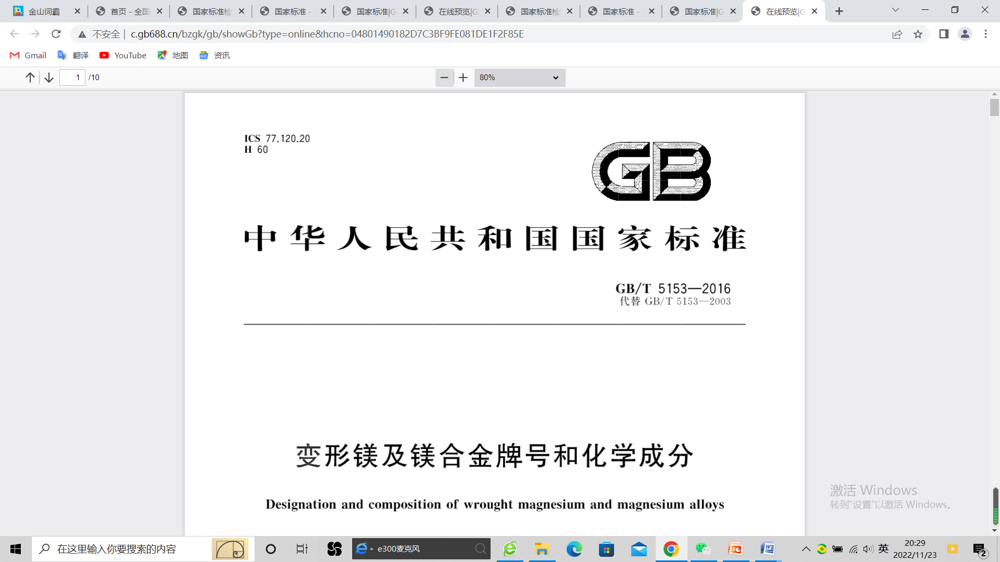 金山词霸
首页 - 全国
国家标准检
国家标准 -
国家标准|G
在线预览|G
国家标准检
国家标准 -
国家标准|G
在线预览|G
不安全
c.gb688.cn/bzgk/gb/showGb?type=online&hcno=04801490182D7C3BF9FE081DE1F2F85E
Gmail
翻译
YouTube
地图
资讯
1 /10
80%
ICS 77.120.20
H 60
GB
中华人民共和国国家标准
GB/T 5153—2016
代替 GB/T 5153—2003
变形镁及镁合金牌号和化学成分
Designation and composition of wrought magnesium and magnesium alloys
激活 Windows
转到“设置”以激活 Windows。
在这里输入你要搜索的内容
e300麦克风
英
20:29
2022/11/23
2